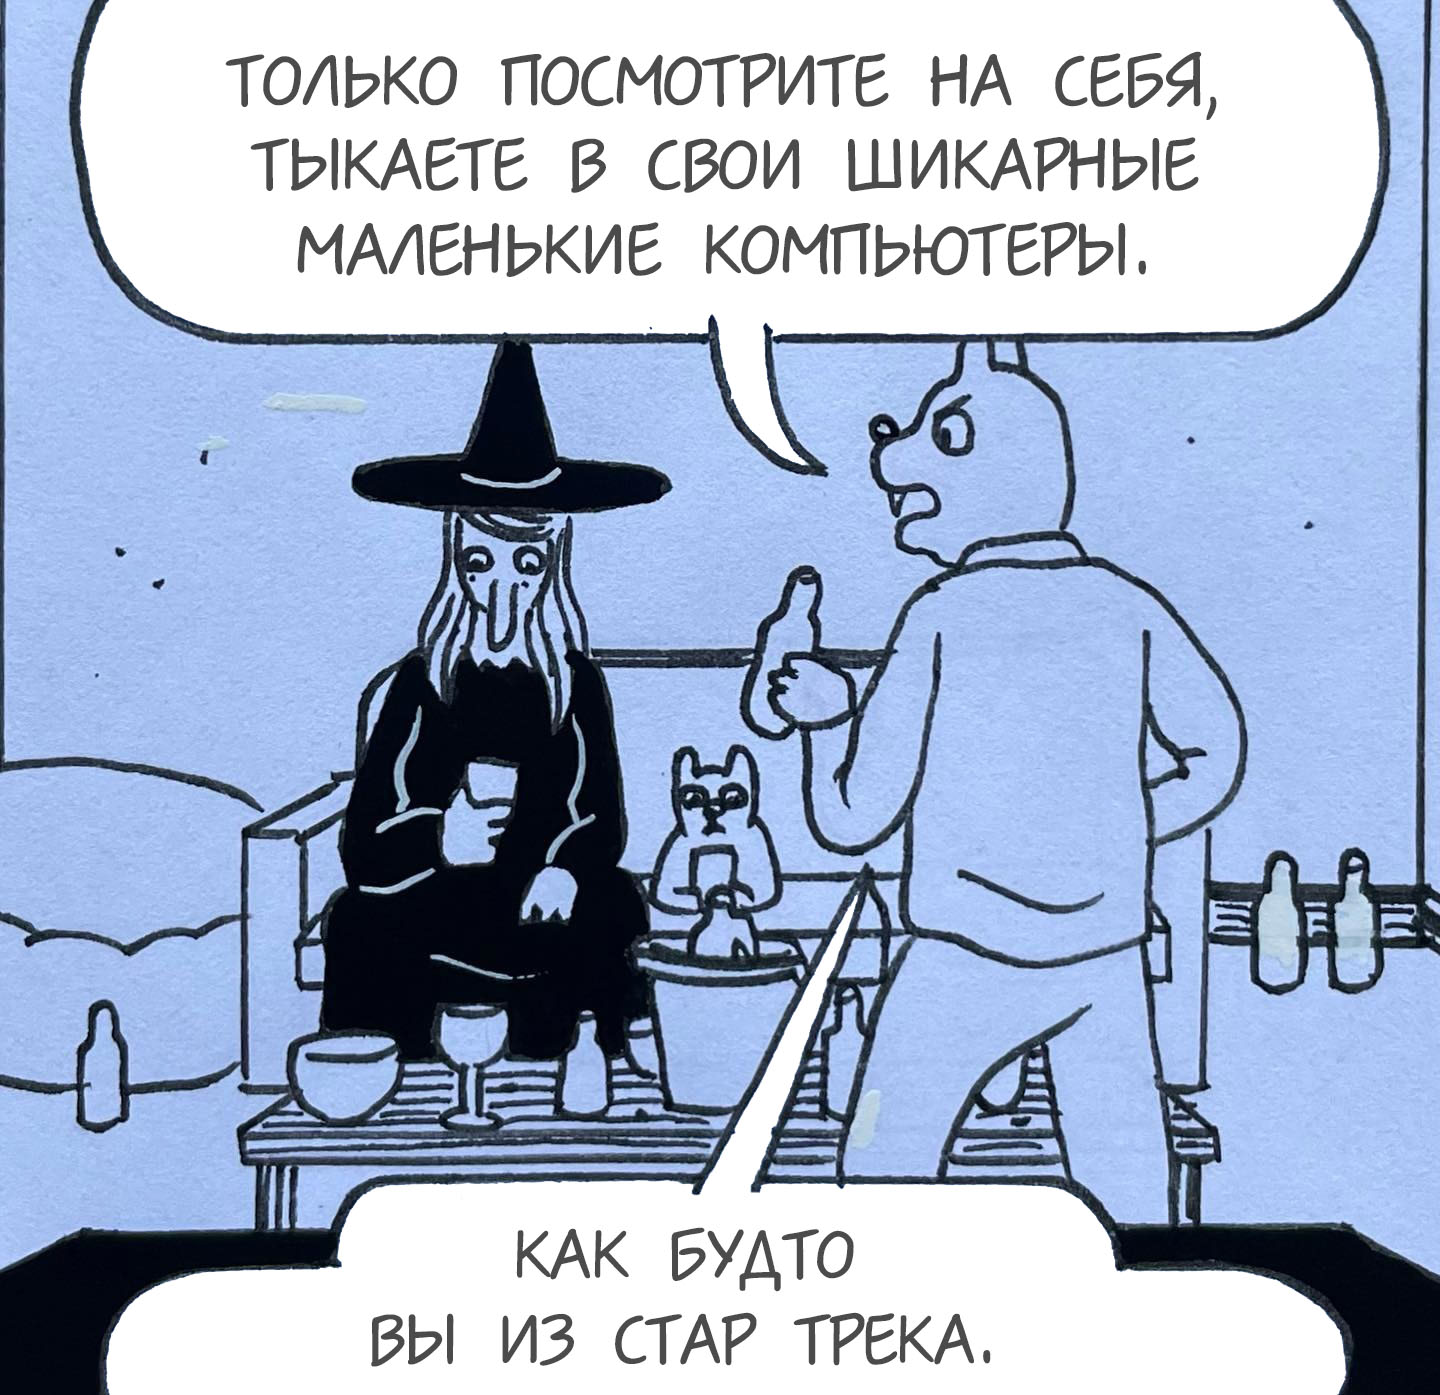 ТОЛЬКО ПОСМОТРИТЕ НА СЕБЯ,
ТЫКАЕТЕ В СВОИ ШИКАРНЫЕ
МАЛЕНЬКИЕ КОМПЬЮТЕРЫ.
КАК БУДТО
ВЫ ИЗ СТАР ТРЕКА.